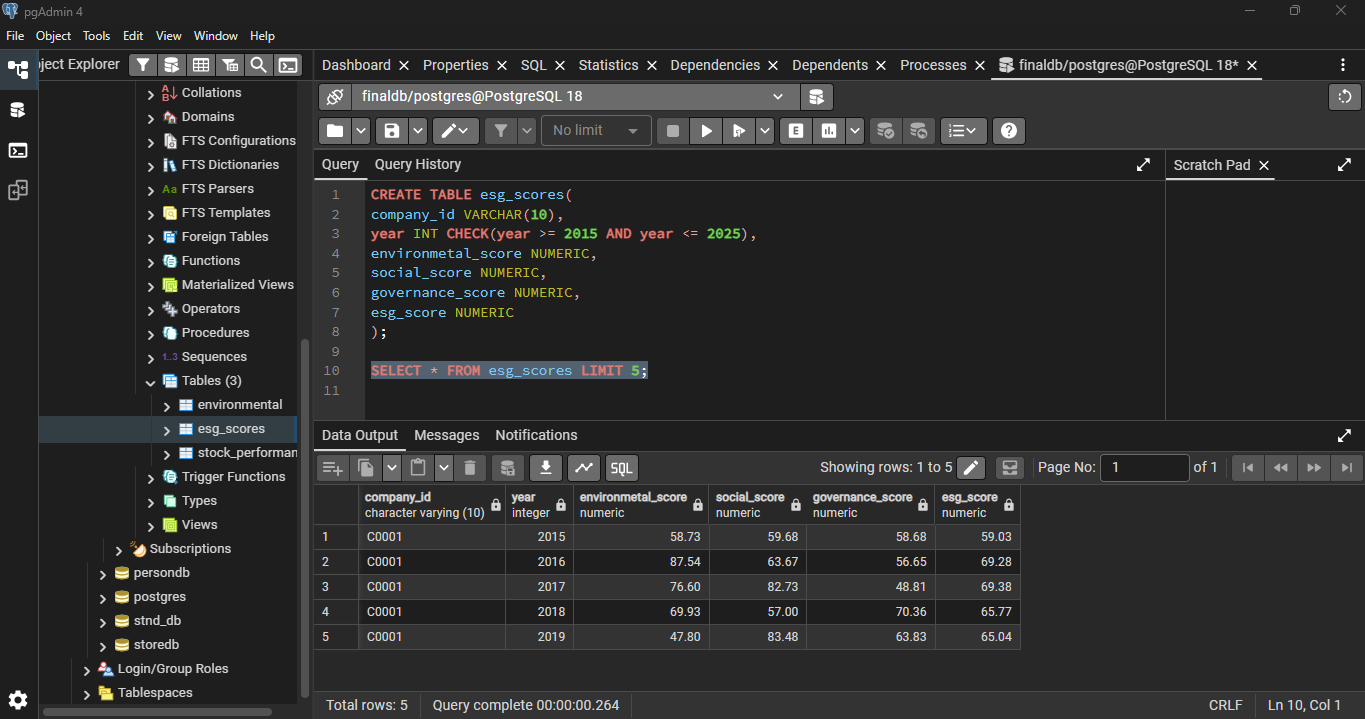 pgAdmin 4
File Object Tools Edit View Window Help
ject Explorer
Dashboard Properties SQL Statistics Dependencies Dependents Processes finaldb/postgres@PostgreSQL 18*
finaldb/postgres@PostgreSQL 18
No limit
E
Query Query History
Scratch Pad
Collations
Domains
FTS Configurations
FTS Dictionaries
Aa FTS Parsers
FTS Templates
Foreign Tables
Functions
Materialized Views
Operators
Procedures
1..3 Sequences
Tables (3)
environmental
esg_scores
stock_performan
Trigger Functions
Types
Views
Subscriptions
persondb
postgres
stnd_db
storedb
Login/Group Roles
Tablespaces
1 CREATE TABLE esg_scores(
2 company_id VARCHAR(10),
3 year INT CHECK(year >= 2015 AND year <= 2025),
4 environmetal_score NUMERIC,
5 social_score NUMERIC,
6 governance_score NUMERIC,
7 esg_score NUMERIC
8 );
9
10 SELECT * FROM esg_scores LIMIT 5;
11
Data Output Messages Notifications
SQL Showing rows: 1 to 5 Page No: 1 of 1
company_id year environmetal_score social_score governance_score esg_score
character varying (10) integer numeric numeric numeric numeric
1 C0001 2015 58.73 59.68 58.68 59.03
2 C0001 2016 87.54 63.67 56.65 69.28
3 C0001 2017 76.60 82.73 48.81 69.38
4 C0001 2018 69.93 57.00 70.36 65.77
5 C0001 2019 47.80 83.48 63.83 65.04
Total rows: 5 Query complete 00:00:00.264 CRLF Ln 10, Col 1